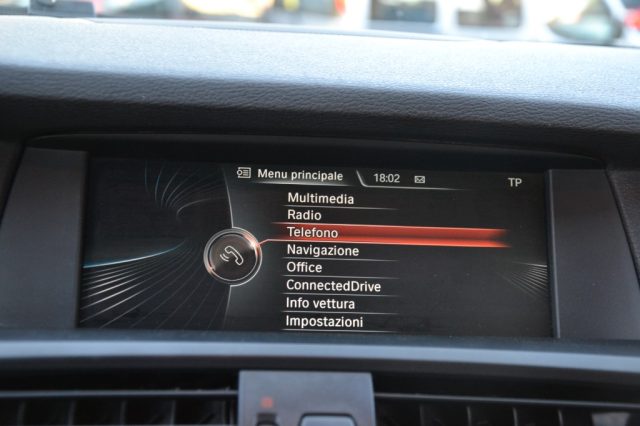 Menu principale 18:02 TP
Multimedia
Radio
Telefono
Navigazione
Office
ConnectedDrive
Info vettura
Impostazioni